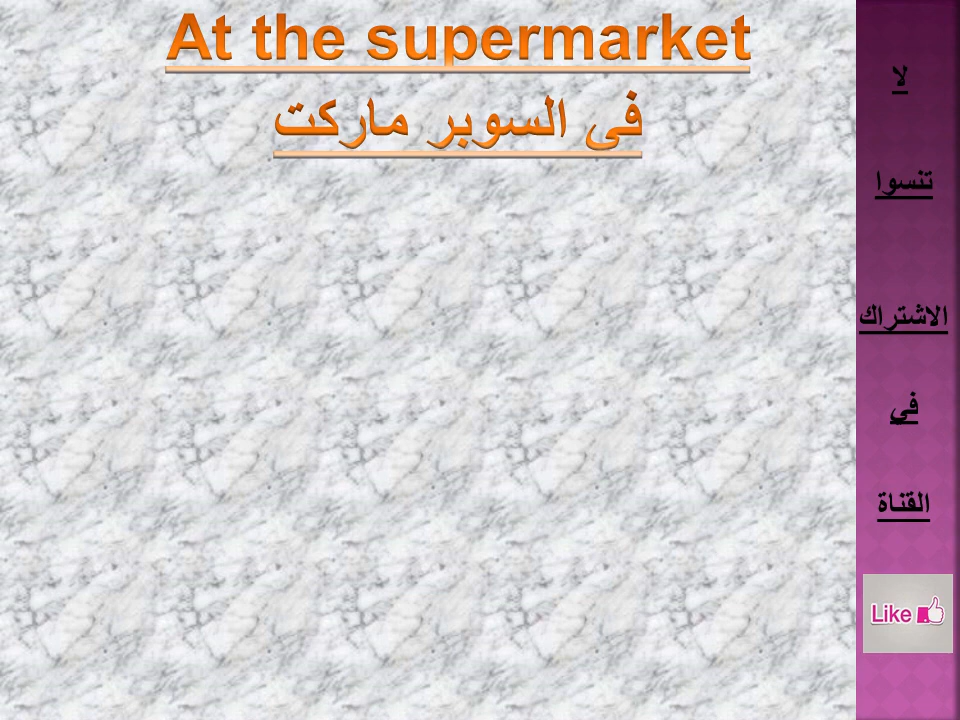 At the supermarket
فى السوبر ماركت
لا
تنسوا
الاشتراك
في
القناة
Like